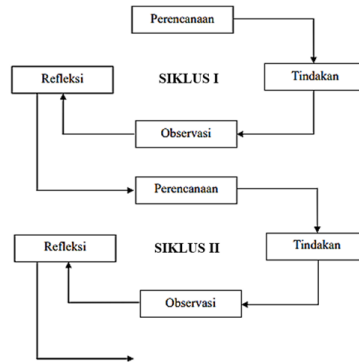 Perencanaan
Refleksi
SIKLUS I
Tindakan
Observasi
Perencanaan
Refleksi
SIKLUS II
Tindakan
Observasi